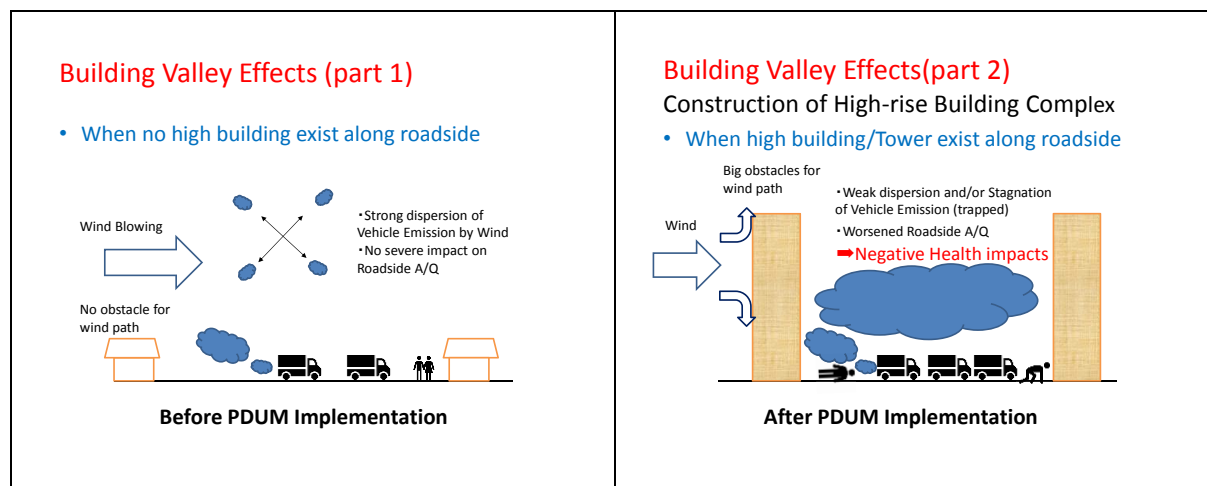 Building Valley Effects (part 1)
• When no high building exist along roadside
Wind Blowing
・Strong dispersion of
Vehicle Emission by Wind
・No severe impact on
Roadside A/Q
No obstacle for
wind path
Before PDUM Implementation
Building Valley Effects(part 2)
Construction of High-rise Building Complex
• When high building/Tower exist along roadside
Big obstacles for
wind path
Wind
・Weak dispersion and/or Stagnation
of Vehicle Emission (trapped)
・Worsened Roadside A/Q
➡Negative Health impacts
After PDUM Implementation